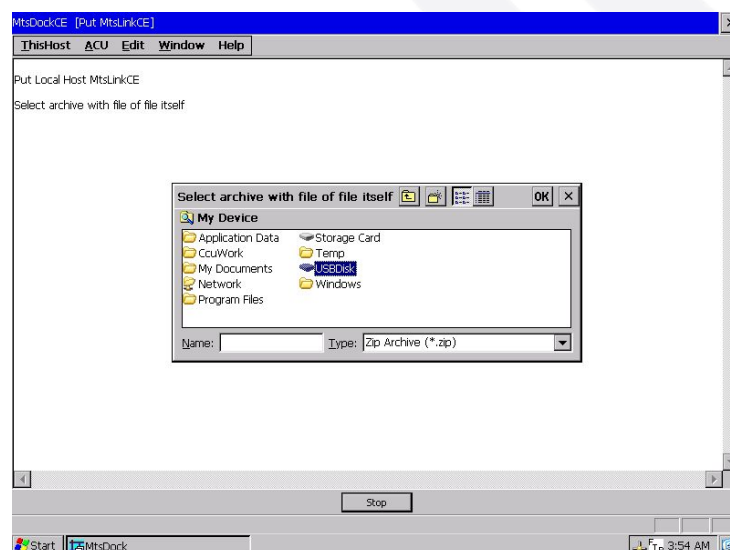 MtsDockCE [Put MtsLinkCE]
ThisHost ACU Edit Window Help
Put Local Host MtsLinkCE
Select archive with file of file itself
Select archive with file of file itself OK
My Device
Application Data Storage Card
CcuWork Temp
My Documents USBDisk
Network Windows
Program Files
Name: Type: Zip Archive (*.zip)
Stop
Start MtsDock 3:54 AM